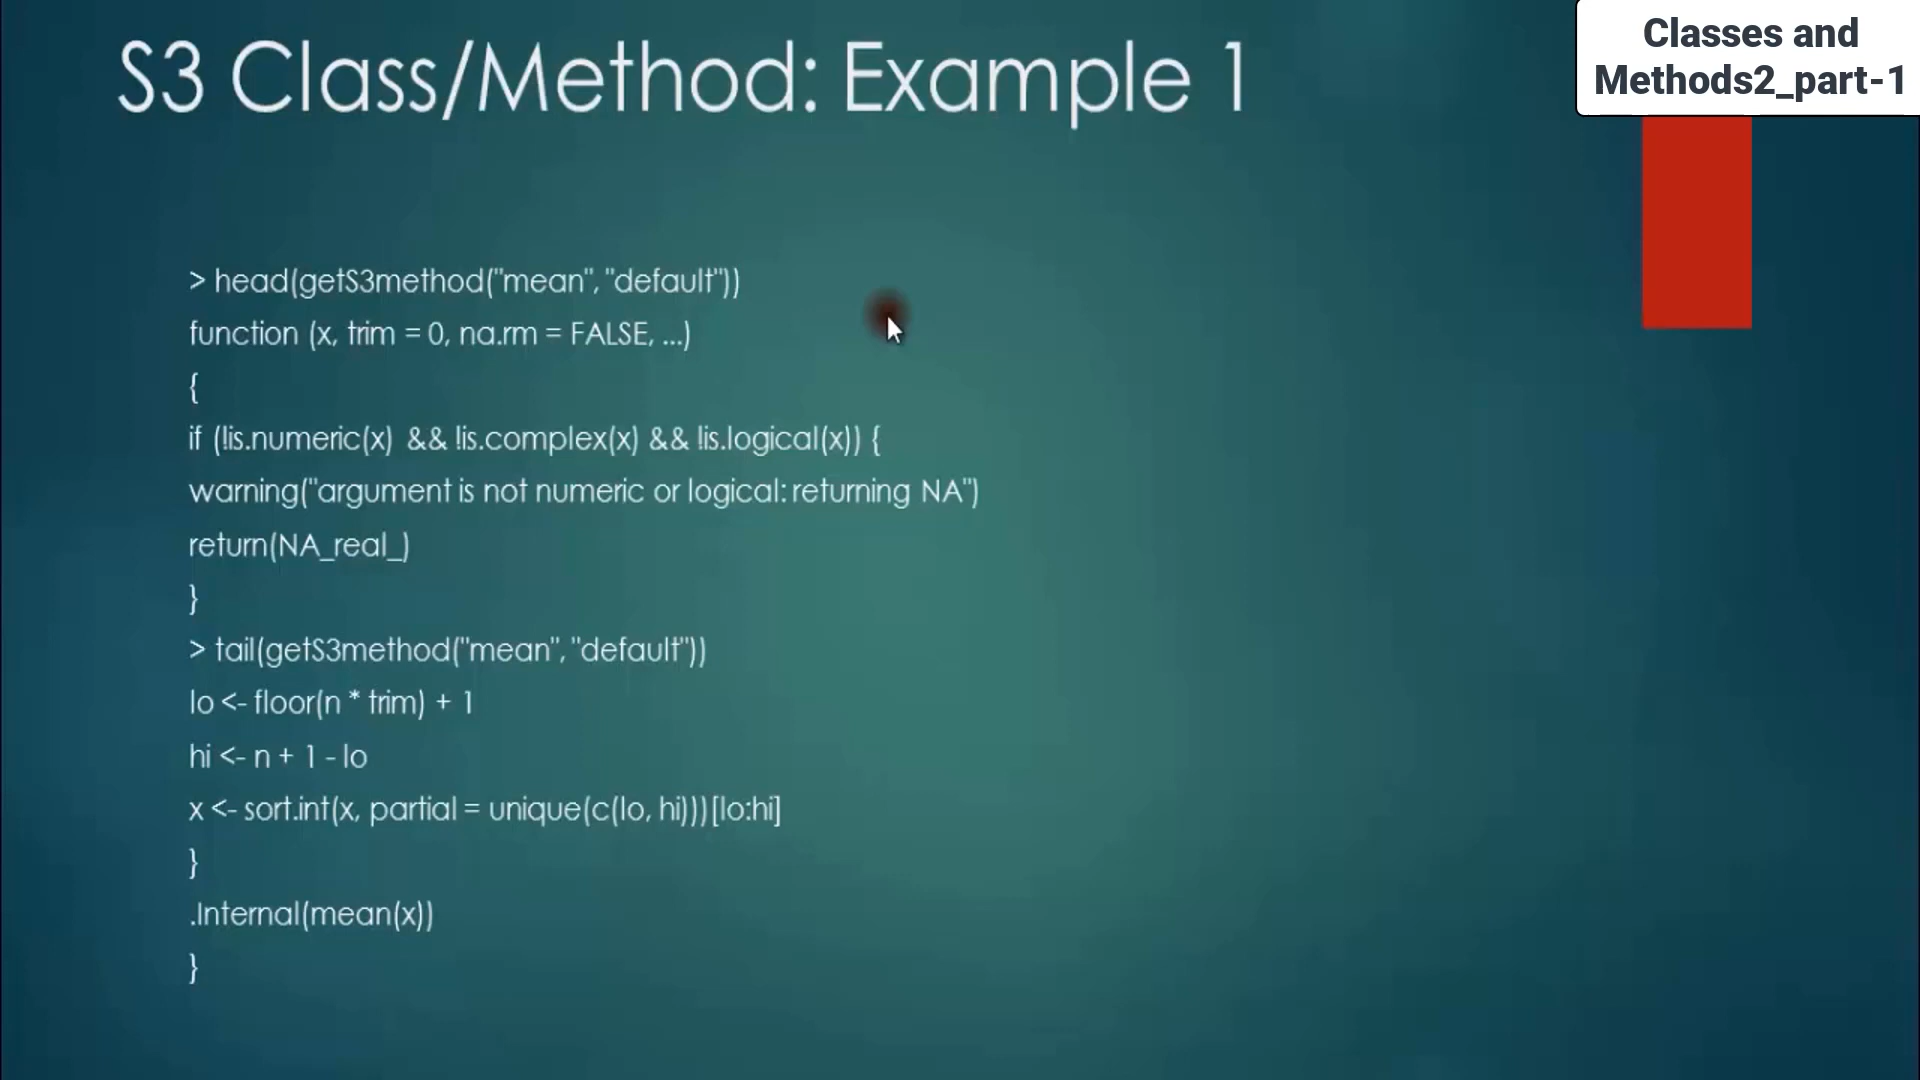 S3 Class/Method: Example 1
Classes and
Methods2_part-1
> head(getS3method("mean", "default"))
function (x, trim = 0, na.rm = FALSE, ...)
{
if (!is.numeric(x) && !is.complex(x) && !is.logical(x)) {
warning("argument is not numeric or logical: returning NA")
return(NA_real_)
}
> tail(getS3method("mean", "default"))
lo <- floor(n * trim) + 1
hi <- n + 1 - lo
x <- sort.int(x, partial = unique(c(lo, hi)))[lo:hi]
}
.Internal(mean(x))
}